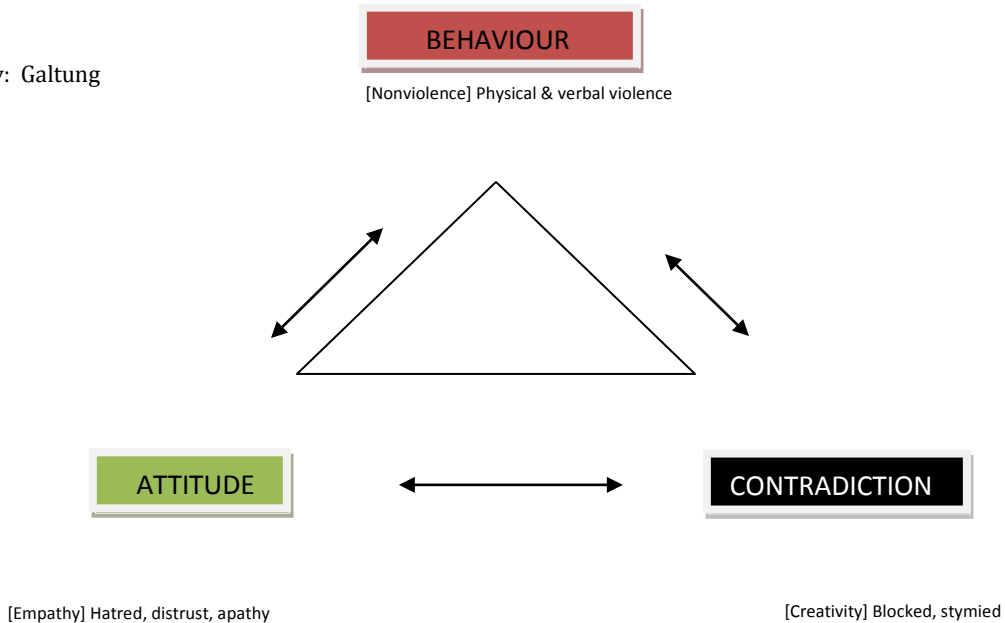 BEHAVIOUR
: Galtung
[Nonviolence] Physical & verbal violence
ATTITUDE
CONTRADICTION
[Empathy] Hatred, distrust, apathy
[Creativity] Blocked, stymied